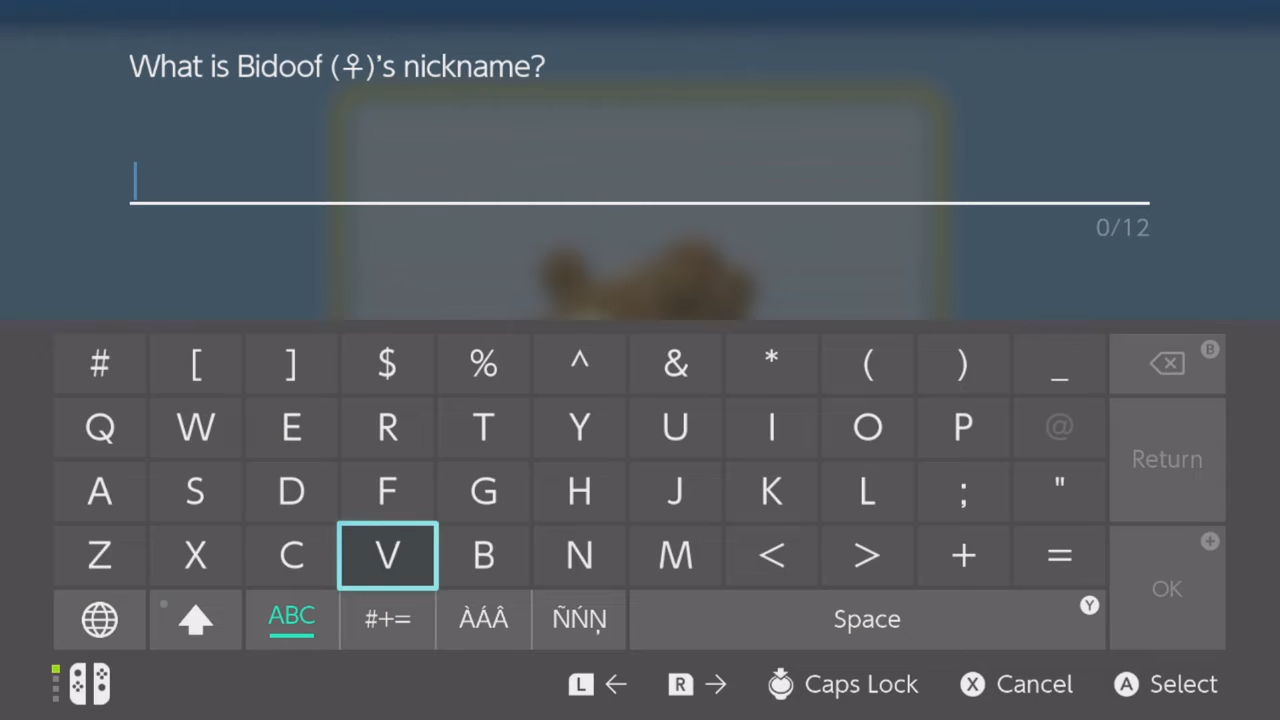 What is Bidoof (♀)'s nickname?
0/12
# [ ] $ % ^ & * ( ) _ B
Q W E R T Y U I O P @
Return
A S D F G H J K L ; "
Z X C V B N M < > + =
+
OK
ABC #+= ÀÁÂ ÑŃŅ Space Y
L ← R → Caps Lock X Cancel A Select